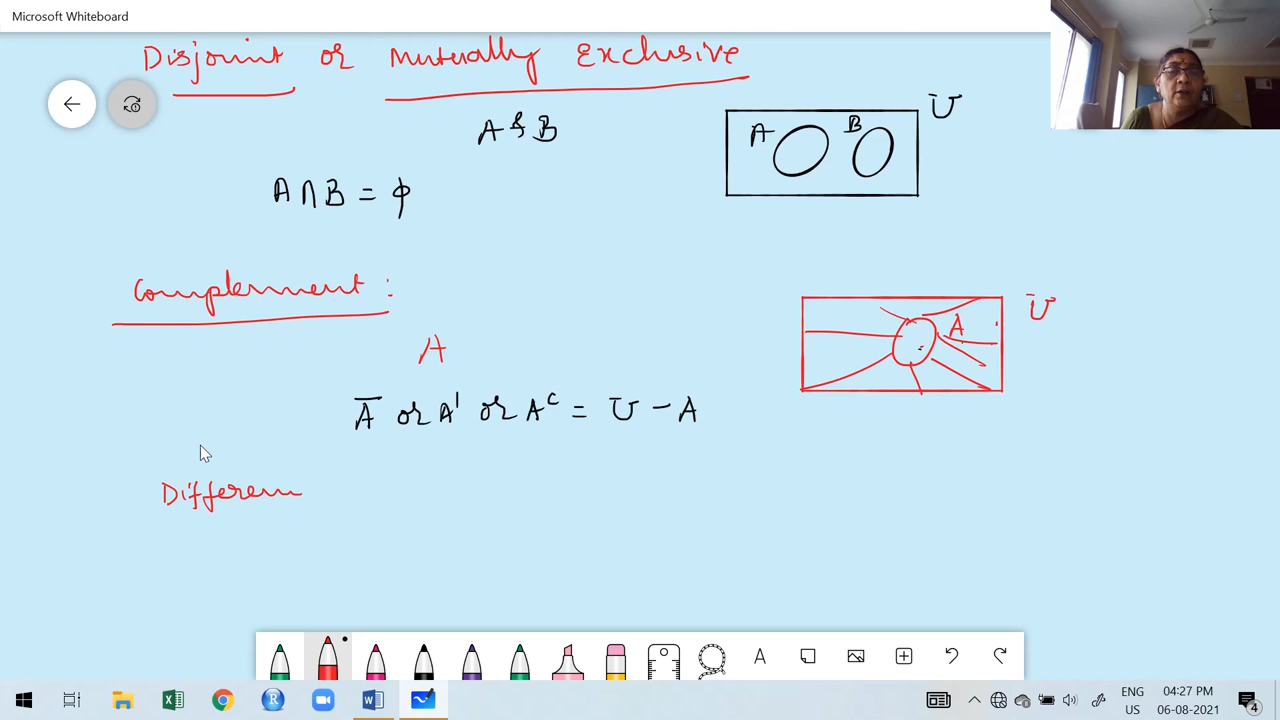 Microsoft Whiteboard
Disjoint or Mutually Exclusive
A & B
A B U
A ∩ B = φ
Complement :
A U
A
Ā or A' or Aᶜ = U - A
Differen
A
ENG
US
04:27 PM
06-08-2021
4